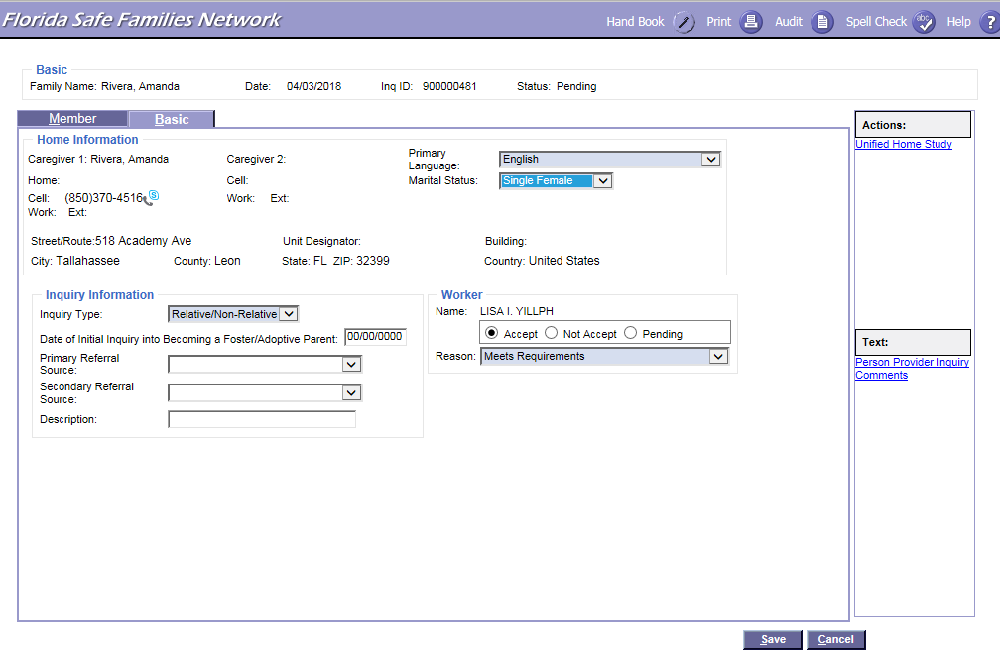 Florida Safe Families Network
Hand Book Print Audit Spell Check abc Help ?
Basic
Family Name: Rivera, Amanda Date: 04/03/2018 Inq ID: 900000481 Status: Pending
Member Basic
Home Information
Caregiver 1: Rivera, Amanda Caregiver 2: Primary Language: English
Home: Cell: Marital Status: Single Female
Cell: (850)370-4516 S Work: Ext:
Work: Ext:
Street/Route:518 Academy Ave Unit Designator: Building:
City: Tallahassee County: Leon State: FL ZIP: 32399 Country: United States
Inquiry Information
Inquiry Type: Relative/Non-Relative
Date of Initial Inquiry into Becoming a Foster/Adoptive Parent: 00/00/0000
Primary Referral
Source:
Secondary Referral
Source:
Description:
Worker
Name: LISA I. YILLPH
Accept Not Accept Pending
Reason: Meets Requirements
Actions:
Unified Home Study
Text:
Person Provider Inquiry
Comments
Save Cancel